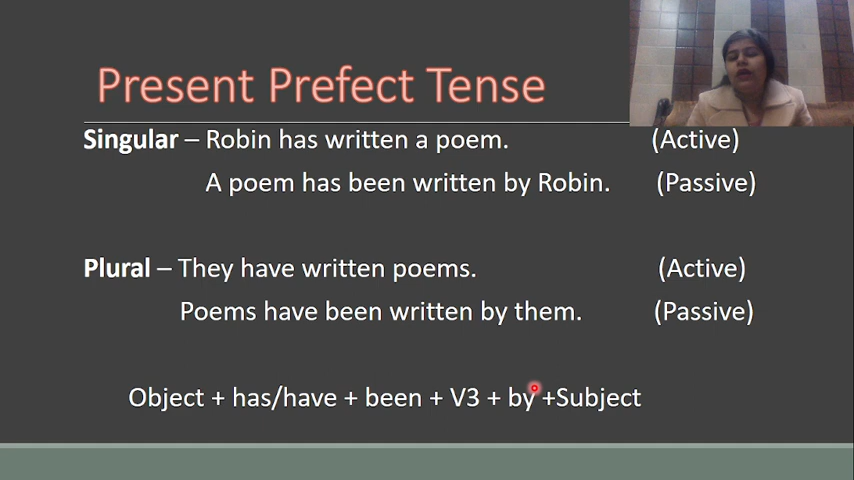 Present Prefect Tense
Singular – Robin has written a poem. (Active)
A poem has been written by Robin. (Passive)
Plural – They have written poems. (Active)
Poems have been written by them. (Passive)
Object + has/have + been + V3 + by +Subject